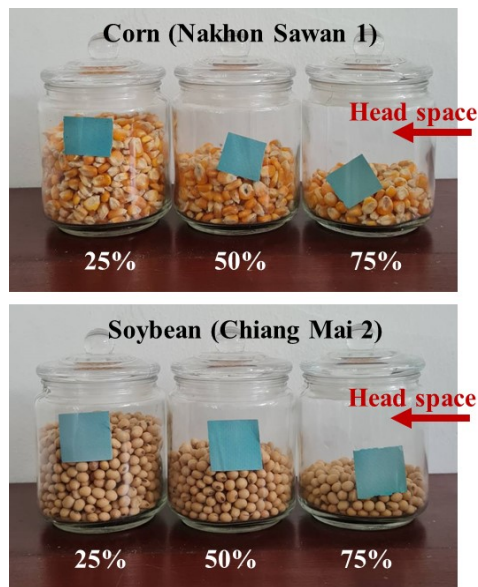 Corn (Nakhon Sawan 1)
Head space
25% 50% 75%
Soybean (Chiang Mai 2)
Head space
25% 50% 75%